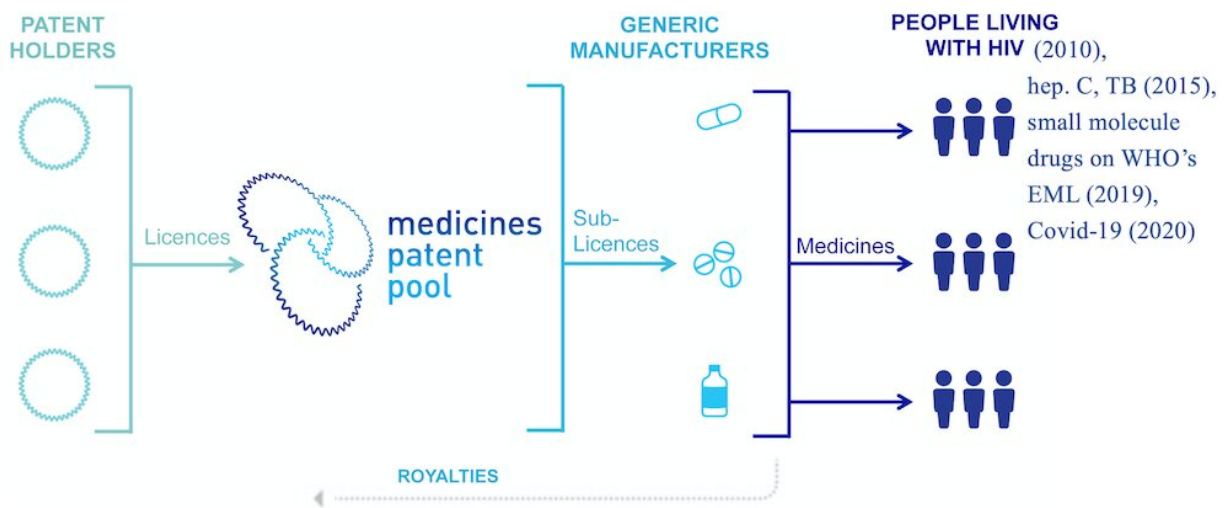 PATENT
HOLDERS
GENERIC
MANUFACTURERS
PEOPLE LIVING
WITH HIV (2010),
hep. C, TB (2015),
small molecule
drugs on WHO’s
EML (2019),
Covid-19 (2020)
Licences
medicines
patent
pool
Sub-
Licences
Medicines
ROYALTIES